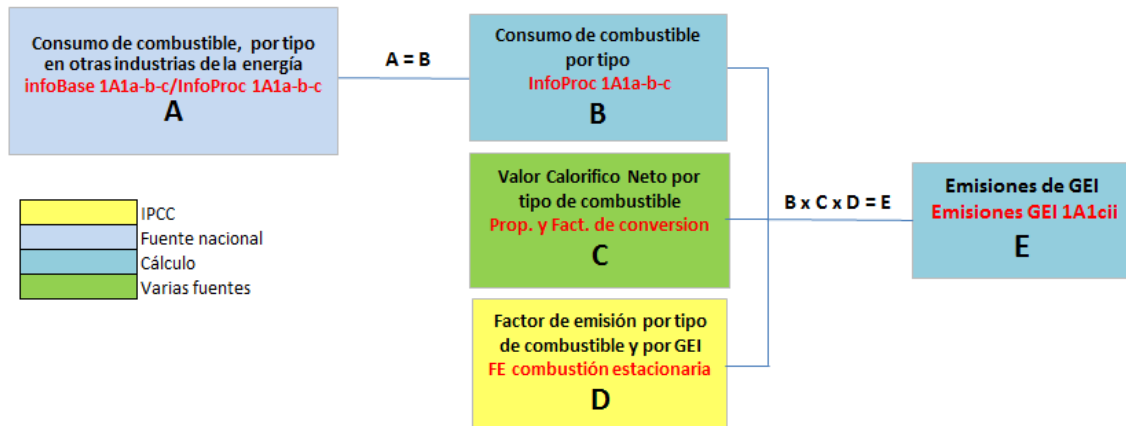 Consumo de combustible, por tipo
en otras industrias de la energía
infoBase 1A1a-b-c/InfoProc 1A1a-b-c
A
A = B
Consumo de combustible
por tipo
InfoProc 1A1a-b-c
B
Valor Calorifico Neto por
tipo de combustible
Prop. y Fact. de conversion
C
B x C x D = E
Emisiones de GEI
Emisiones GEI 1A1cii
E
Factor de emisión por tipo
de combustible y por GEI
FE combustión estacionaria
D
IPCC
Fuente nacional
Cálculo
Varias fuentes